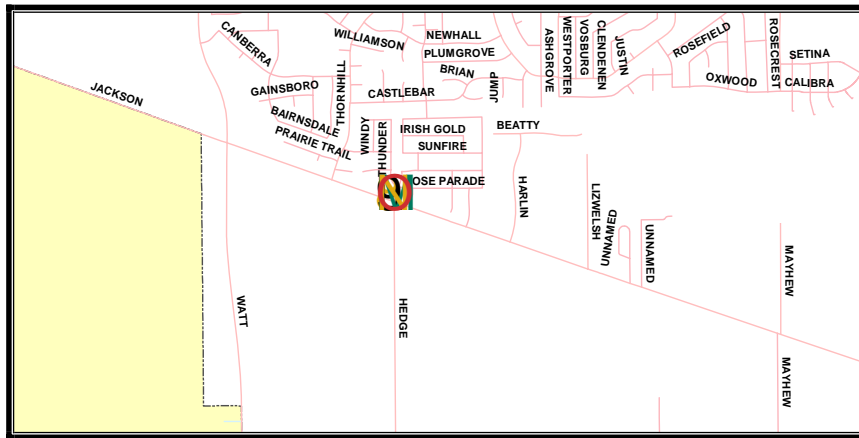 CANBERRA
WILLIAMSON
NEWHALL
PLUMGROVE
BRIAN
JUMP
ASHGROVE
WESTPORTER
VOSBURG
CLENDENEN
JUSTIN
ROSEFIELD
ROSECREST
SETINA
OXWOOD
CALIBRA
JACKSON
GAINSBORO
THORNHILL
CASTLEBAR
BAIRNSDALE
PRAIRIE TRAIL
WINDY
THUNDER
IRISH GOLD
SUNFIRE
BEATTY
OSE PARADE
HARLIN
LIZWELSH
UNNAMED
UNNAMED
MAYHEW
WATT
HEDGE
MAYHEW